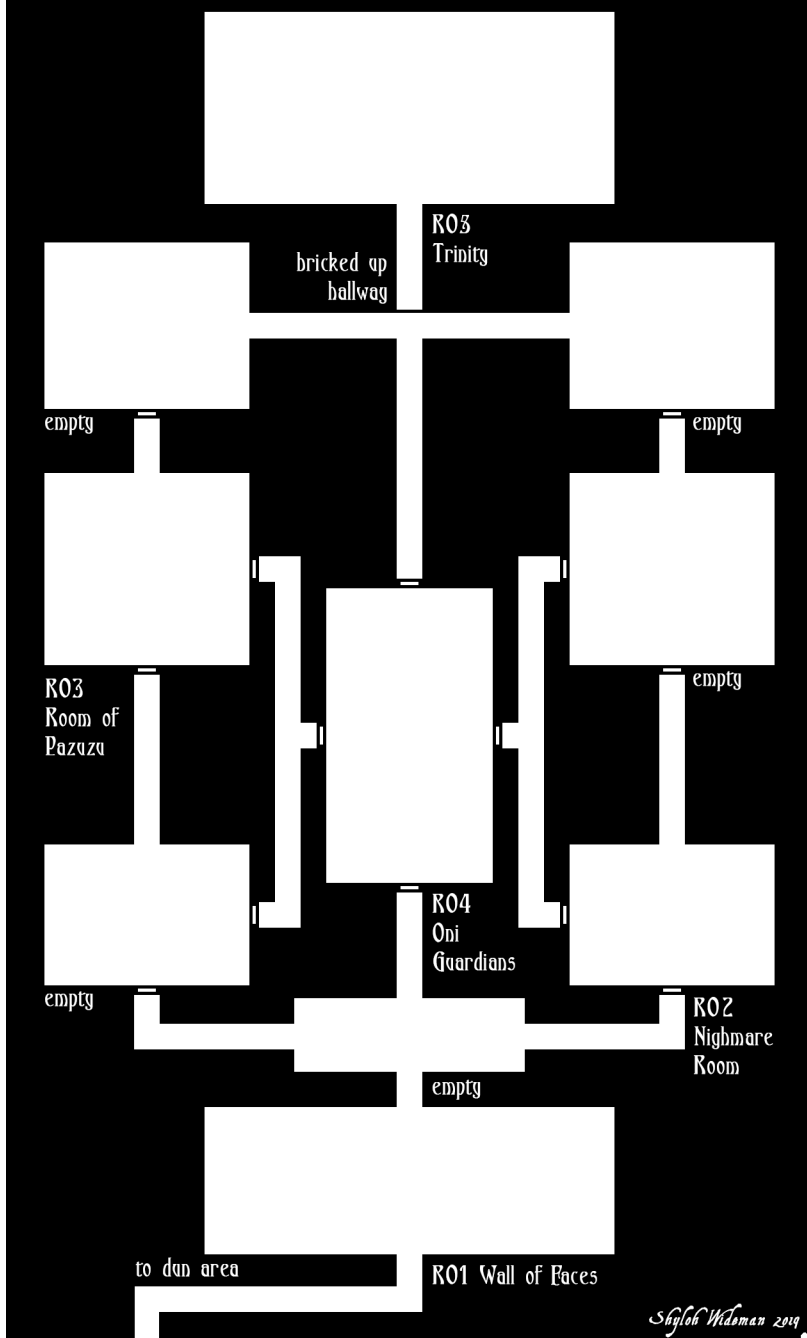 R03
Trinity
bricked up
hallway
empty
empty
R03
Room of
Pazuzu
empty
R04
Oni
Guardians
empty
R02
Nighmare
Room
empty
to dun area
R01 Wall of Faces
Shyloh Wideman 2019